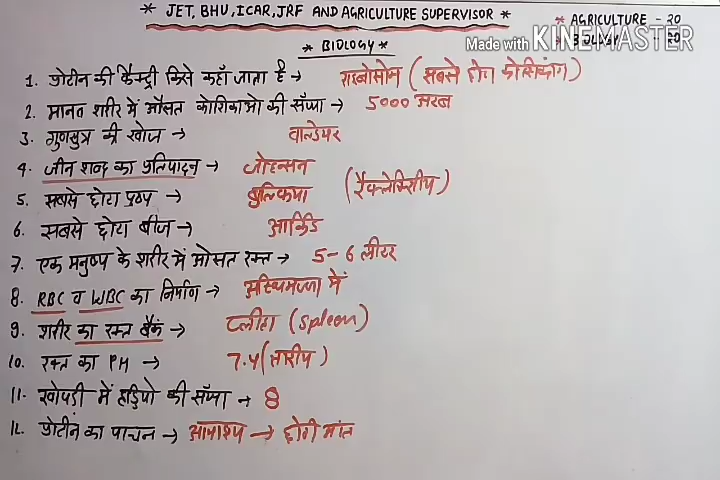 * JET, BHU, ICAR, JRF AND AGRICULTURE SUPERVISOR *
* AGRICULTURE - 20
* BIOLOGY - 20
Made with KINEMASTER
* BIOLOGY *
1. प्रोटीन की फैक्ट्री किसे कहाँ जाता है → राइबोसोम (सबसे छोटा कोसिकांग)
2. मानव शरीर में औसत कोशिकाओ की सँख्या → 5000 अरब
3. गुणसुत्र की खोज → वाल्डेयर
4. जीन शब्द का प्रतिपादन → जोहन्सन
5. सबसे छोटा पुष्प → वुल्फिया (रैफ्लेसिया)
6. सबसे छोटा बीज → आर्किड
7. एक मनुष्य के शरीर में औसत रक्त → 5-6 लीटर
8. RBC व WBC का निर्माण → अस्थिमज्जा में
9. शरीर का रक्त बैंक → प्लीहा (Spleen)
10. रक्त का PH → 7.4 (क्षारीय)
11. खोपडी में हड्डियो की सँख्या → 8
12. प्रोटीन का पाचन → आमाशय → छोटी आंत